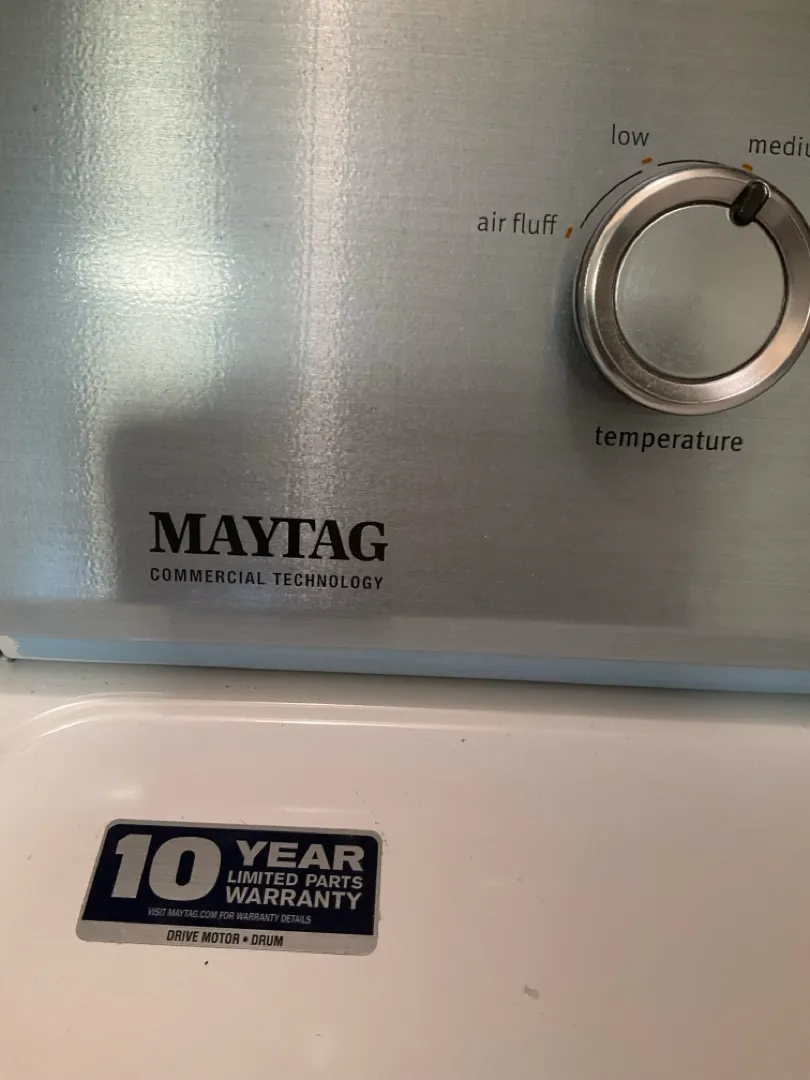 low
air fluff
temperature
MAYTAG
COMMERCIAL TECHNOLOGY
10 YEAR
LIMITED PARTS
WARRANTY
VISIT MAYTAG.COM FOR WARRANTY DETAILS
DRIVE MOTOR • DRUM